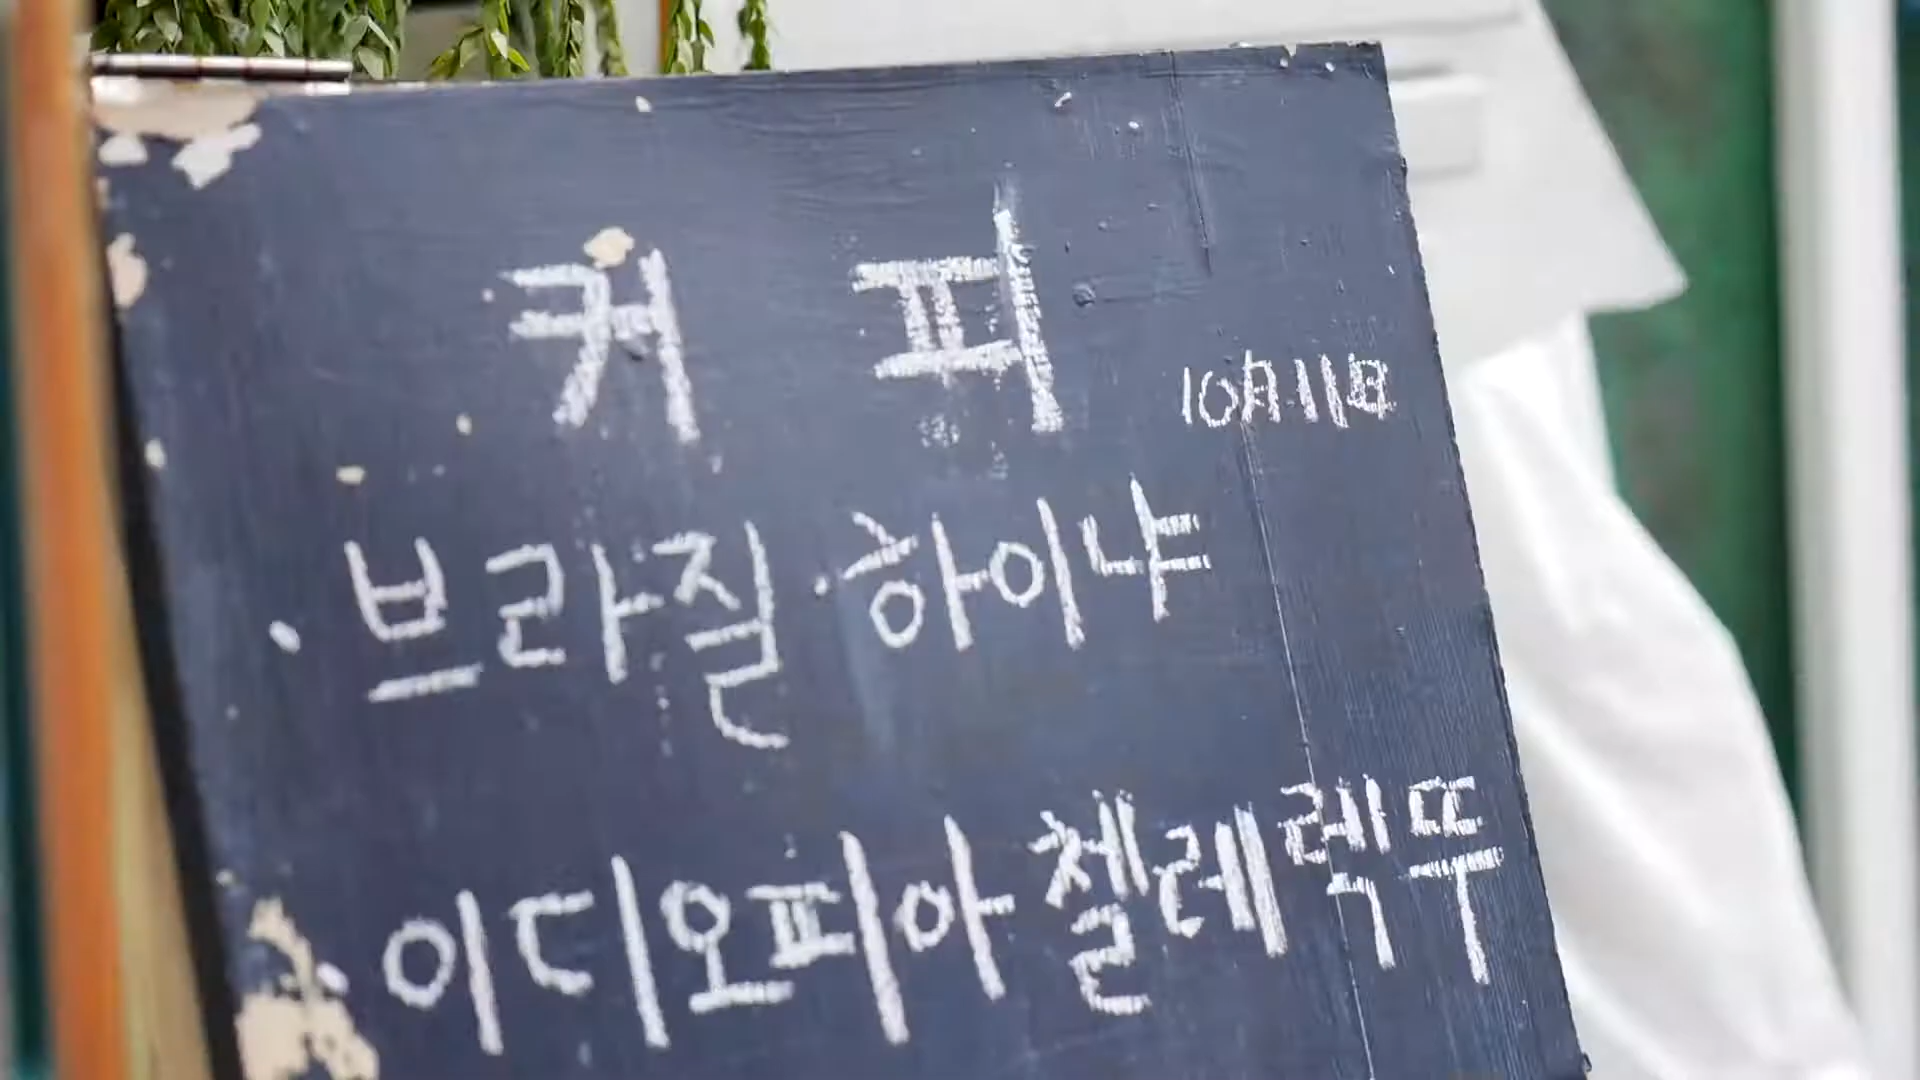 커 피
10月11日
· 브라질 · 하이냐
· 이디오피아 첼레렉뚜